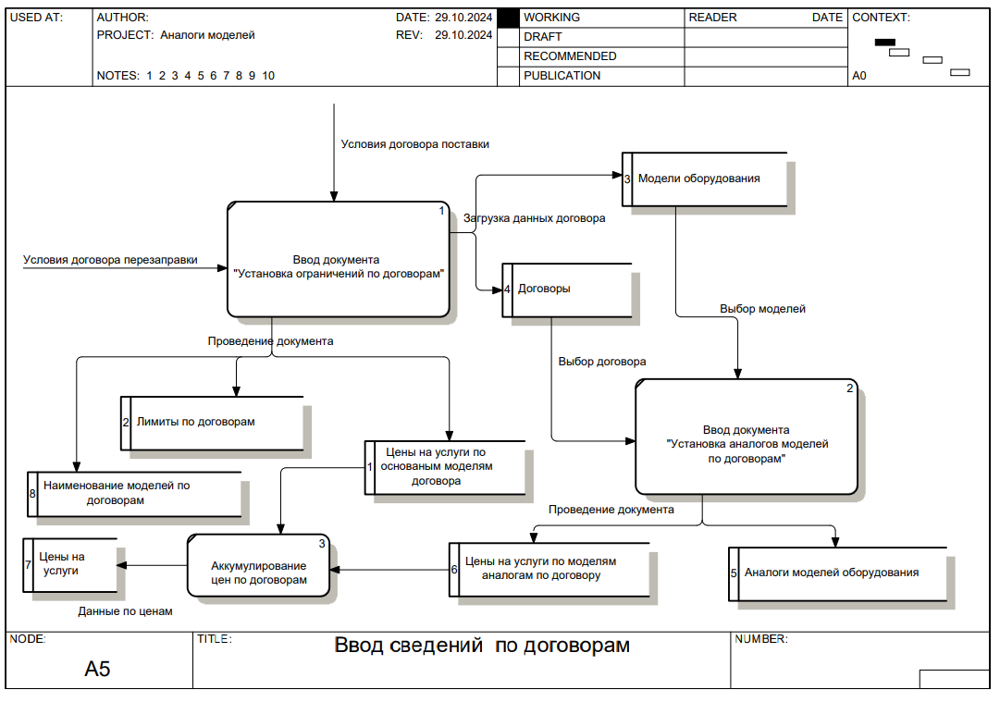 USED AT:
AUTHOR:
DATE: 29.10.2024
WORKING
READER
DATE
CONTEXT:
PROJECT: Аналоги моделей
REV: 29.10.2024
DRAFT
RECOMMENDED
NOTES: 1 2 3 4 5 6 7 8 9 10
PUBLICATION
A0
Условия договора поставки
3
Модели оборудования
1
Загрузка данных договора
Условия договора перезаправки
Ввод документа
"Установка ограничений по договорам"
4
Договоры
Выбор моделей
Проведение документа
Выбор договора
2
Ввод документа
"Установка аналогов моделей
по договорам"
2
Лимиты по договорам
1
Цены на услуги по
основаным моделям
договора
8
Наименование моделей по
договорам
Проведение документа
7
Цены на
услуги
3
Аккумулирование
цен по договорам
6
Цены на услуги по моделям
аналогам по договору
5
Аналоги моделей оборудования
Данные по ценам
NODE:
A5
TITLE:
Ввод сведений по договорам
NUMBER: